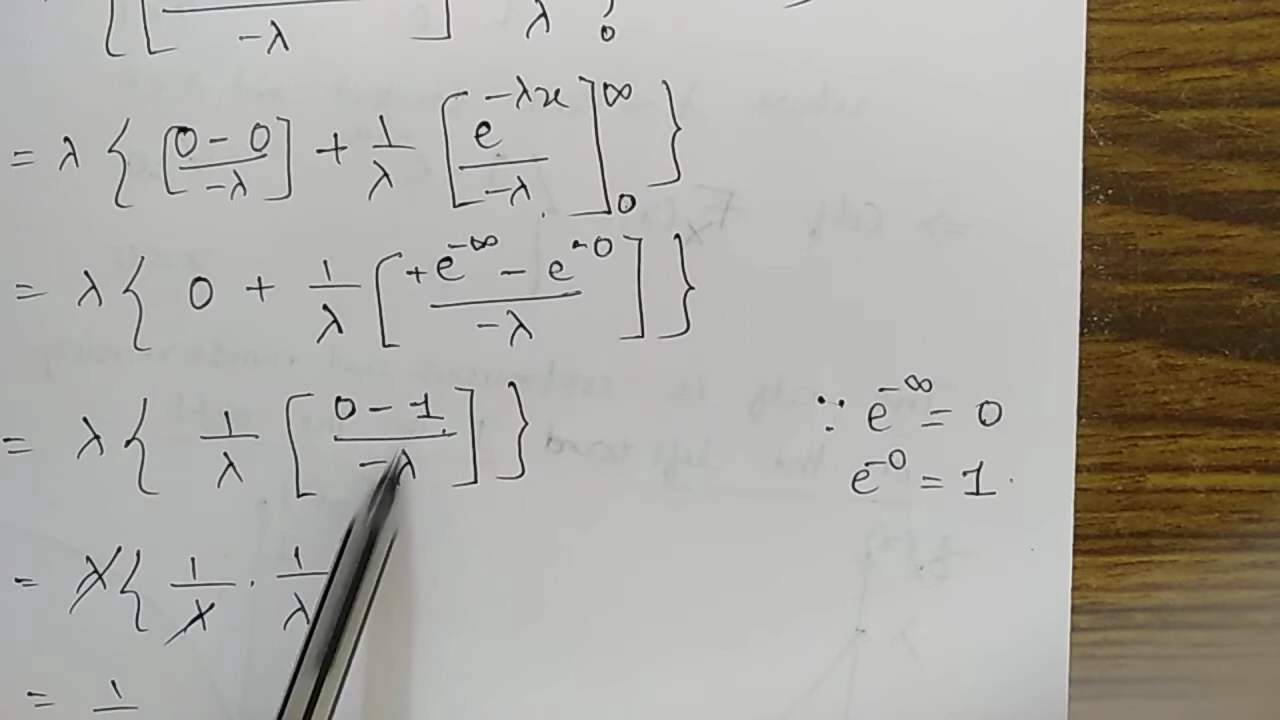 {[ / -λ ] λ 0
= λ { [ (0 - 0) / -λ ] + 1/λ [ e^{-λx} / -λ ]_0^∞ }
= λ { 0 + 1/λ [ (+e^{-∞} - e^{-0}) / -λ ] }
= λ { 1/λ [ (0 - 1) / -λ ] } ∵ e^{-∞} = 0
e^{-0} = 1.
= λ { 1/λ · 1/λ
= 1